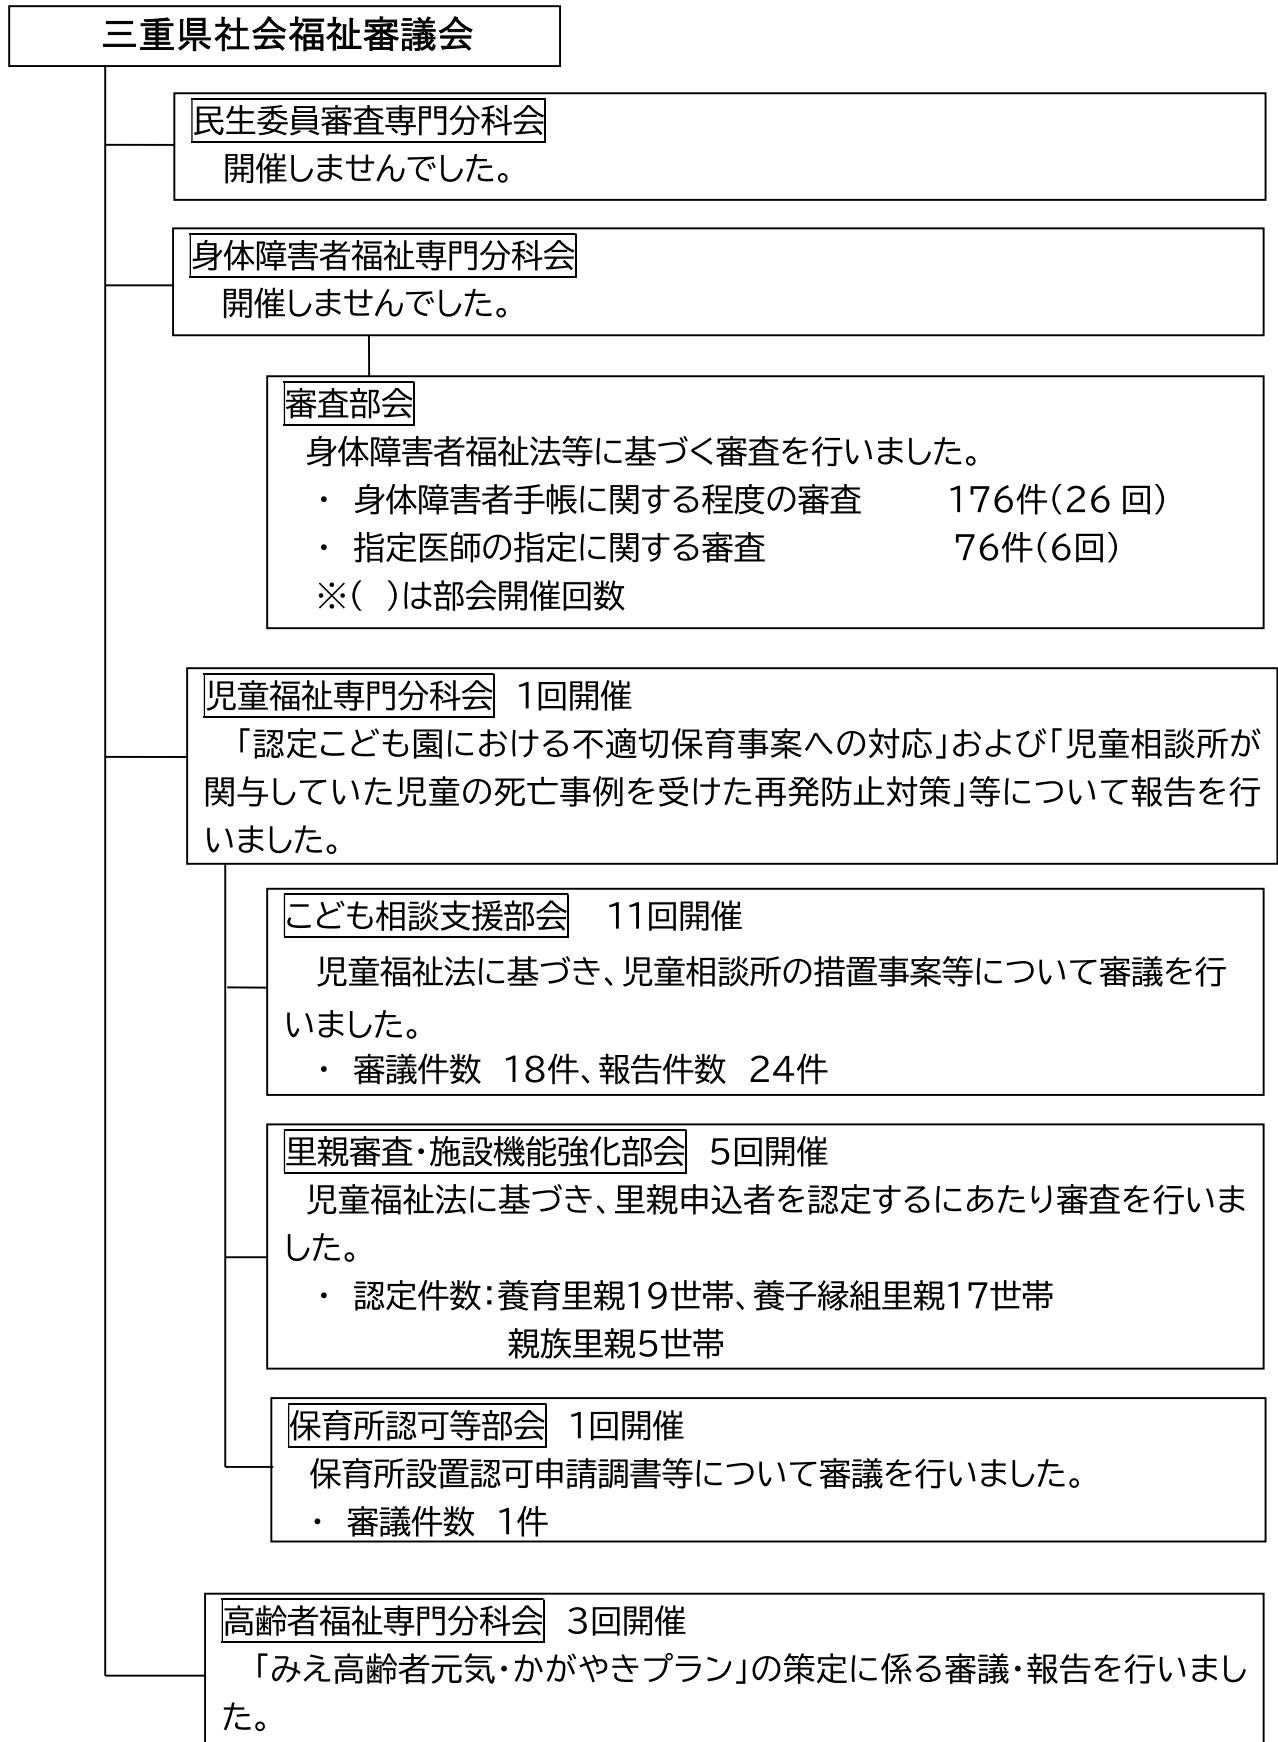 三重県社会福祉審議会
民生委員審査専門分科会
開催しませんでした。
身体障害者福祉専門分科会
開催しませんでした。
審査部会
身体障害者福祉法等に基づく審査を行いました。
・ 身体障害者手帳に関する程度の審査 176件(26 回)
・ 指定医師の指定に関する審査 76件(6回)
※( )は部会開催回数
児童福祉専門分科会 1回開催
「認定こども園における不適切保育事案への対応」および「児童相談所が
関与していた児童の死亡事例を受けた再発防止対策」等について報告を行
いました。
こども相談支援部会 11回開催
児童福祉法に基づき、児童相談所の措置事案等について審議を行
いました。
・ 審議件数 18件、報告件数 24件
里親審査・施設機能強化部会 5回開催
児童福祉法に基づき、里親申込者を認定するにあたり審査を行いま
した。
・ 認定件数：養育里親19世帯、養子縁組里親17世帯
親族里親5世帯
保育所認可等部会 1回開催
保育所設置認可申請調書等について審議を行いました。
・ 審議件数 1件
高齢者福祉専門分科会 3回開催
「みえ高齢者元気・かがやきプラン」の策定に係る審議・報告を行いまし
た。